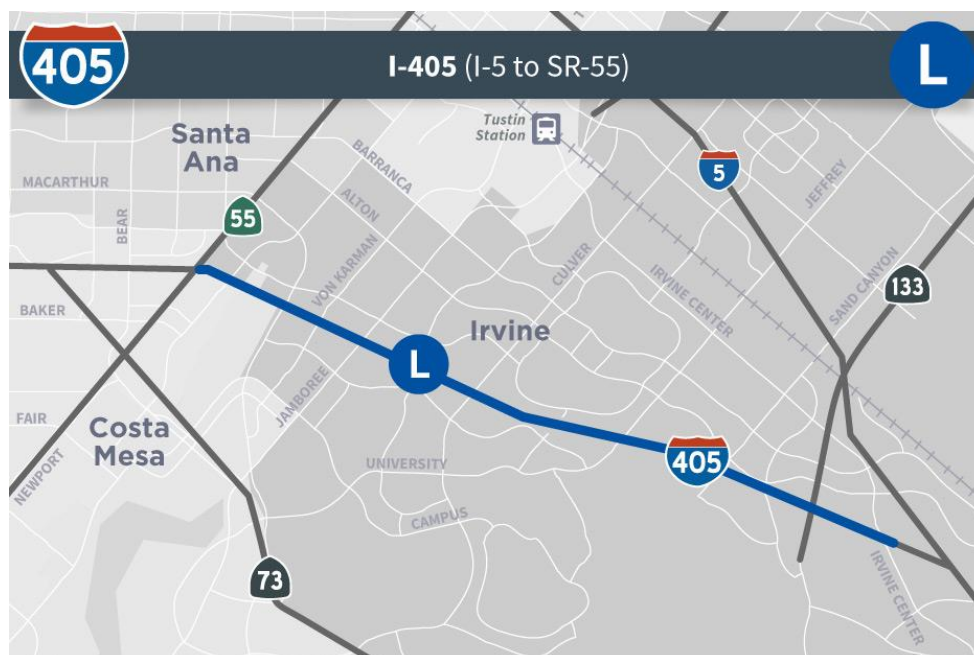 405
I-405 (I-5 to SR-55)
L
Tustin
Station
Santa
Ana
BARRANCA
5
JEFFREY
MACARTHUR
ALTON
55
BEAR
VON KARMAN
CULVER
IRVINE CENTER
SAND CANYON
133
BAKER
Irvine
L
JAMBOREE
FAIR
Costa
Mesa
405
NEWPORT
UNIVERSITY
CAMPUS
73
IRVINE CENTER